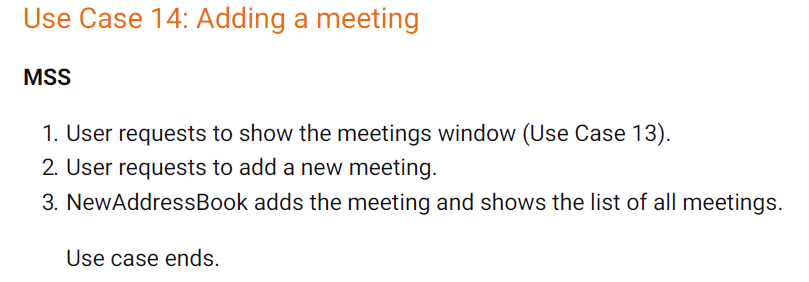 Use Case 14: Adding a meeting
MSS
1. User requests to show the meetings window (Use Case 13).
2. User requests to add a new meeting.
3. NewAddressBook adds the meeting and shows the list of all meetings.
Use case ends.